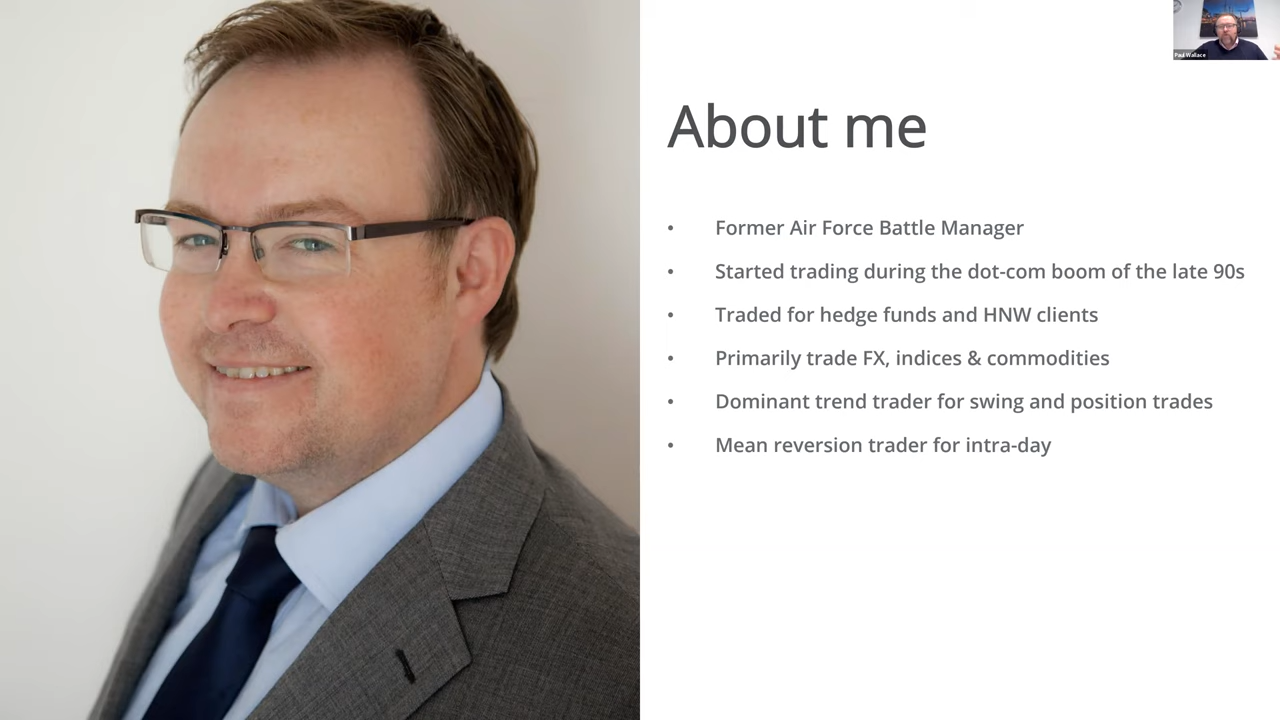 Paul Wallace
About me
• Former Air Force Battle Manager
• Started trading during the dot-com boom of the late 90s
• Traded for hedge funds and HNW clients
• Primarily trade FX, indices & commodities
• Dominant trend trader for swing and position trades
• Mean reversion trader for intra-day